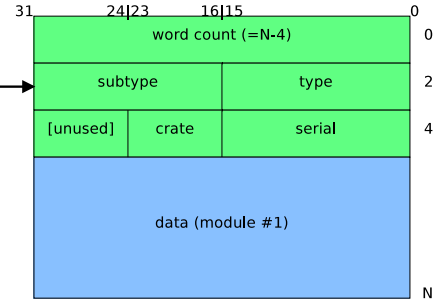 31 24|23 16|15 0
word count (=N-4) 0
subtype type 2
[unused] crate serial 4
data (module #1)
N